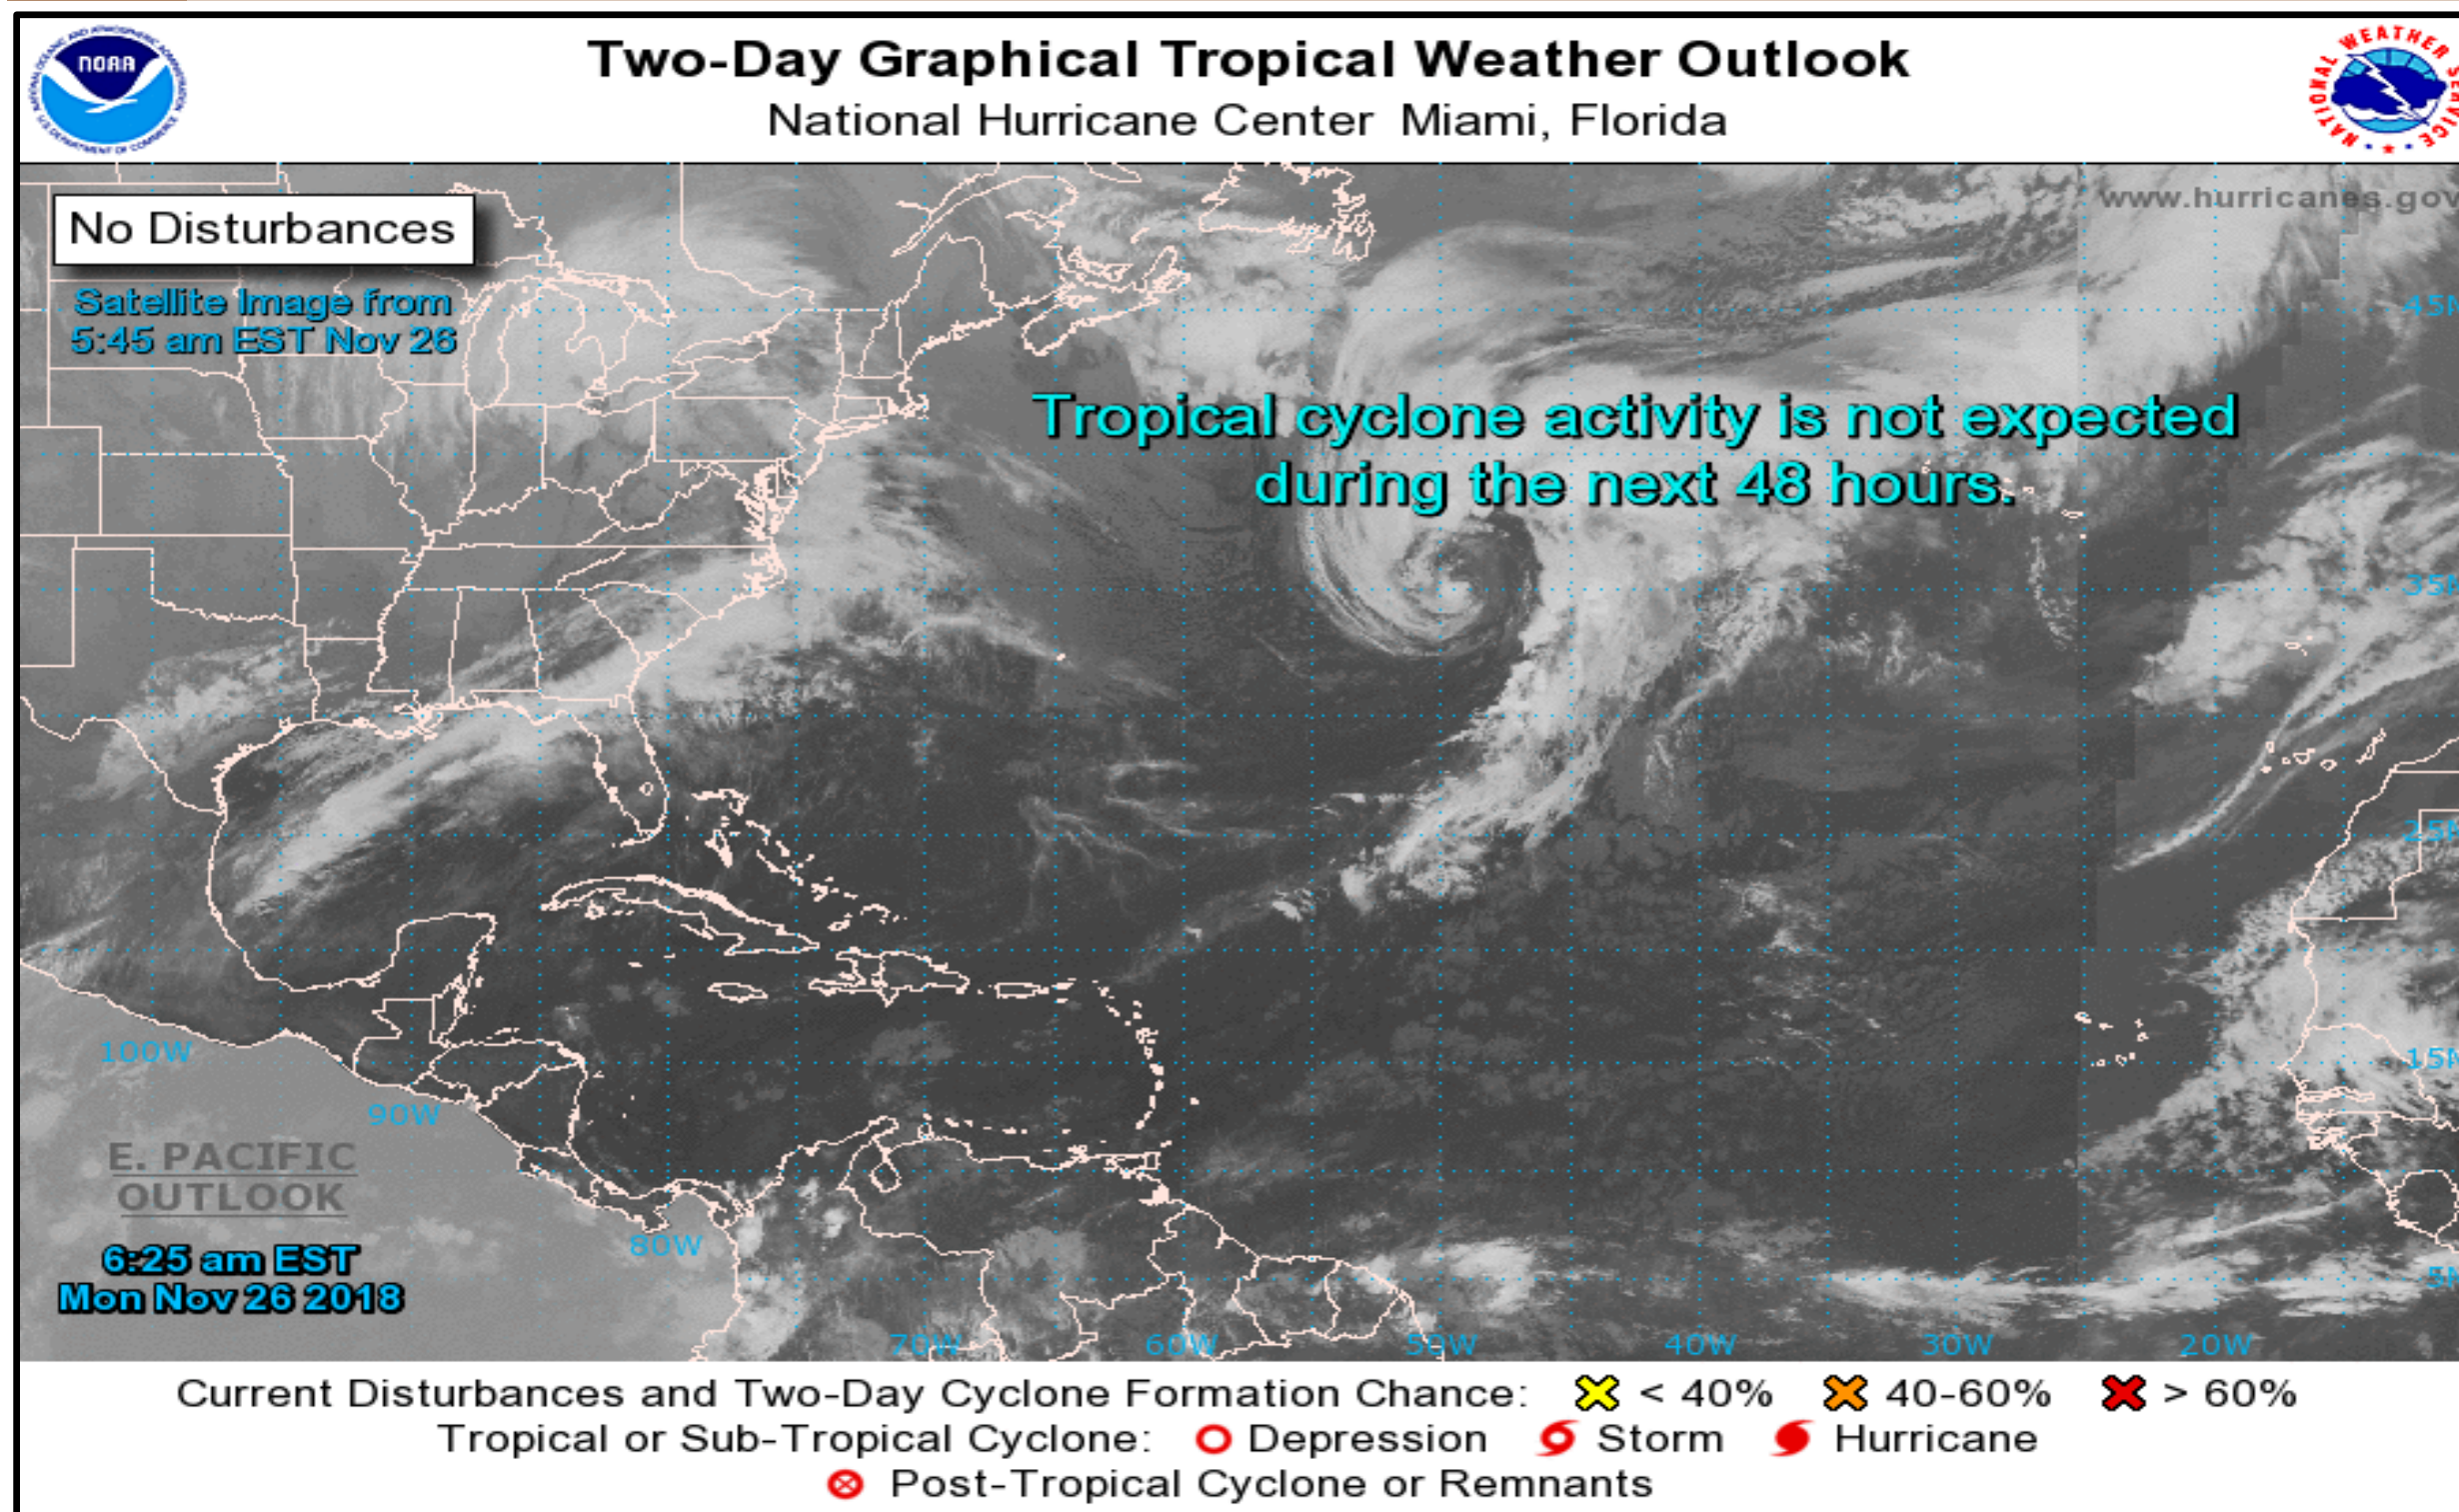 Two-Day Graphical Tropical Weather Outlook
National Hurricane Center Miami, Florida
NOAA
NATIONAL WEATHER SERVICE
No Disturbances
www.hurricanes.gov
Satellite Image from
5:45 am EST Nov 26
45N
Tropical cyclone activity is not expected
during the next 48 hours.
35N
25N
100W
15N
90W
E. PACIFIC
OUTLOOK
80W
6:25 am EST
Mon Nov 26 2018
5N
70W 60W 50W 40W 30W 20W
Current Disturbances and Two-Day Cyclone Formation Chance: < 40% 40-60% > 60%
Tropical or Sub-Tropical Cyclone: Depression Storm Hurricane
Post-Tropical Cyclone or Remnants